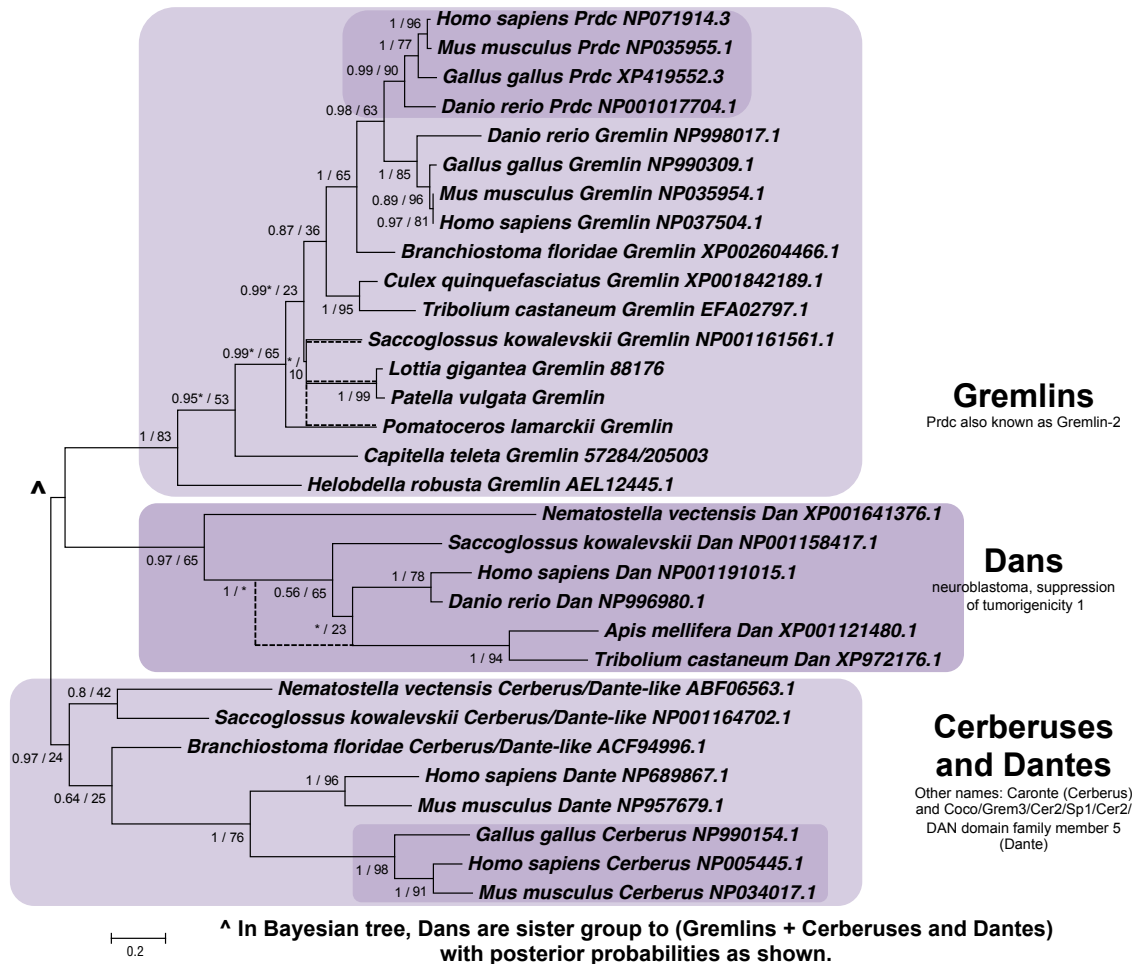 1 / 96
Homo sapiens Prdc NP071914.3
1 / 77
Mus musculus Prdc NP035955.1
0.99 / 90
Gallus gallus Prdc XP419552.3
Danio rerio Prdc NP001017704.1
0.98 / 63
Danio rerio Gremlin NP998017.1
Gallus gallus Gremlin NP990309.1
1 / 65
1 / 85
Mus musculus Gremlin NP035954.1
0.89 / 96
Homo sapiens Gremlin NP037504.1
0.97 / 81
0.87 / 36
Branchiostoma floridae Gremlin XP002604466.1
Culex quinquefasciatus Gremlin XP001842189.1
0.99* / 23
1 / 95
Tribolium castaneum Gremlin EFA02797.1
Saccoglossus kowalevskii Gremlin NP001161561.1
0.99* / 65
* /
10
Lottia gigantea Gremlin 88176
1 / 99
Patella vulgata Gremlin
0.95* / 53
Pomatoceros lamarckii Gremlin
1 / 83
Capitella teleta Gremlin 57284/205003
Helobdella robusta Gremlin AEL12445.1
Gremlins
Prdc also known as Gremlin-2
^
Nematostella vectensis Dan XP001641376.1
Saccoglossus kowalevskii Dan NP001158417.1
0.97 / 65
1 / 78
Homo sapiens Dan NP001191015.1
1 / *
0.56 / 65
Danio rerio Dan NP996980.1
* / 23
Apis mellifera Dan XP001121480.1
1 / 94
Tribolium castaneum Dan XP972176.1
Dans
neuroblastoma, suppression
of tumorigenicity 1
0.8 / 42
Nematostella vectensis Cerberus/Dante-like ABF06563.1
Saccoglossus kowalevskii Cerberus/Dante-like NP001164702.1
0.97 / 24
Branchiostoma floridae Cerberus/Dante-like ACF94996.1
1 / 96
Homo sapiens Dante NP689867.1
0.64 / 25
Mus musculus Dante NP957679.1
1 / 76
Gallus gallus Cerberus NP990154.1
1 / 98
Homo sapiens Cerberus NP005445.1
1 / 91
Mus musculus Cerberus NP034017.1
Cerberuses
and Dantes
Other names: Caronte (Cerberus)
and Coco/Grem3/Cer2/Sp1/Cer2/
DAN domain family member 5
(Dante)
0.2
^ In Bayesian tree, Dans are sister group to (Gremlins + Cerberuses and Dantes)
with posterior probabilities as shown.